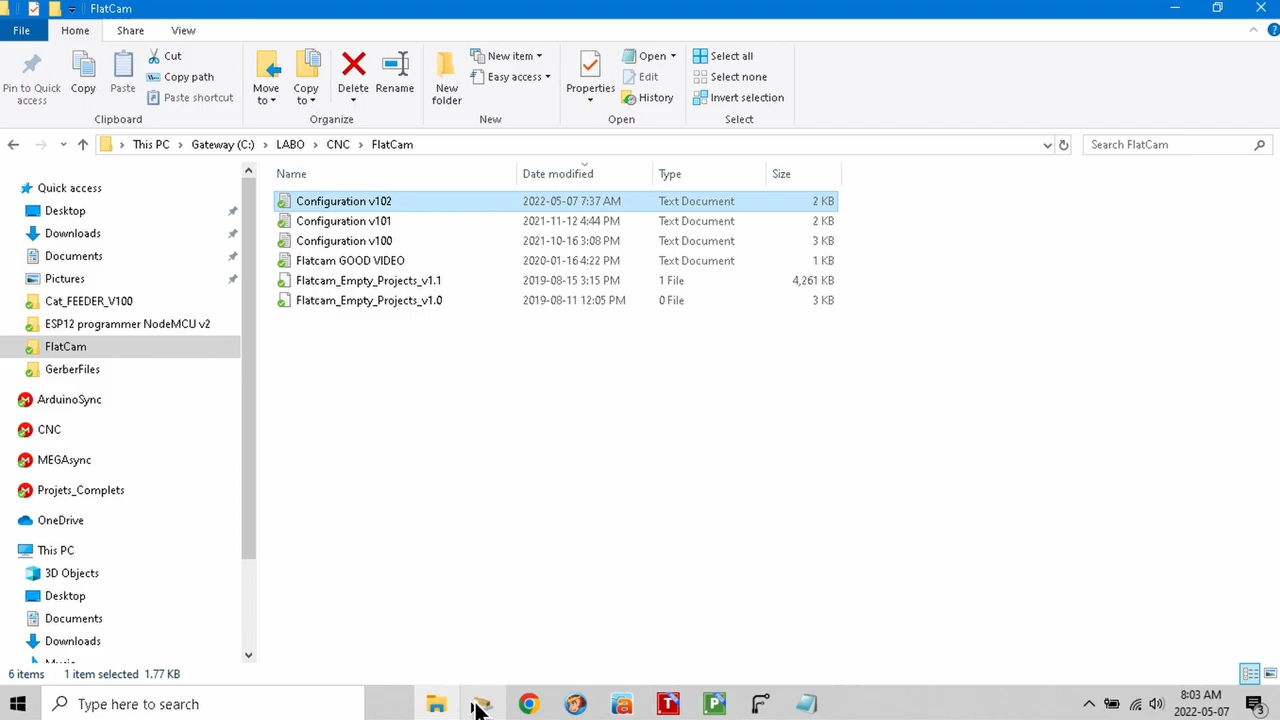 FlatCam
File
Home
Share
View
Pin to Quick access
Copy
Paste
Cut
Copy path
Paste shortcut
Clipboard
Move to
Copy to
Delete
Rename
Organize
New folder
New item
Easy access
New
Properties
Open
Edit
History
Open
Select all
Select none
Invert selection
Select
This PC > Gateway (C:) > LABO > CNC > FlatCam
Search FlatCam
Name Date modified Type Size
Configuration v102 2022-05-07 7:37 AM Text Document 2 KB
Configuration v101 2021-11-12 4:44 PM Text Document 2 KB
Configuration v100 2021-10-16 3:08 PM Text Document 3 KB
Flatcam GOOD VIDEO 2020-01-16 4:22 PM Text Document 1 KB
Flatcam_Empty_Projects_v1.1 2019-08-15 3:15 PM 1 File 4,261 KB
Flatcam_Empty_Projects_v1.0 2019-08-11 12:05 PM 0 File 3 KB
Quick access
Desktop
Downloads
Documents
Pictures
Cat_FEEDER_V100
ESP12 programmer NodeMCU v2
FlatCam
GerberFiles
ArduinoSync
CNC
MEGAsync
Projets_Complets
OneDrive
This PC
3D Objects
Desktop
Documents
Downloads
6 items 1 item selected 1.77 KB
Type here to search
8:03 AM
2022-05-07
3